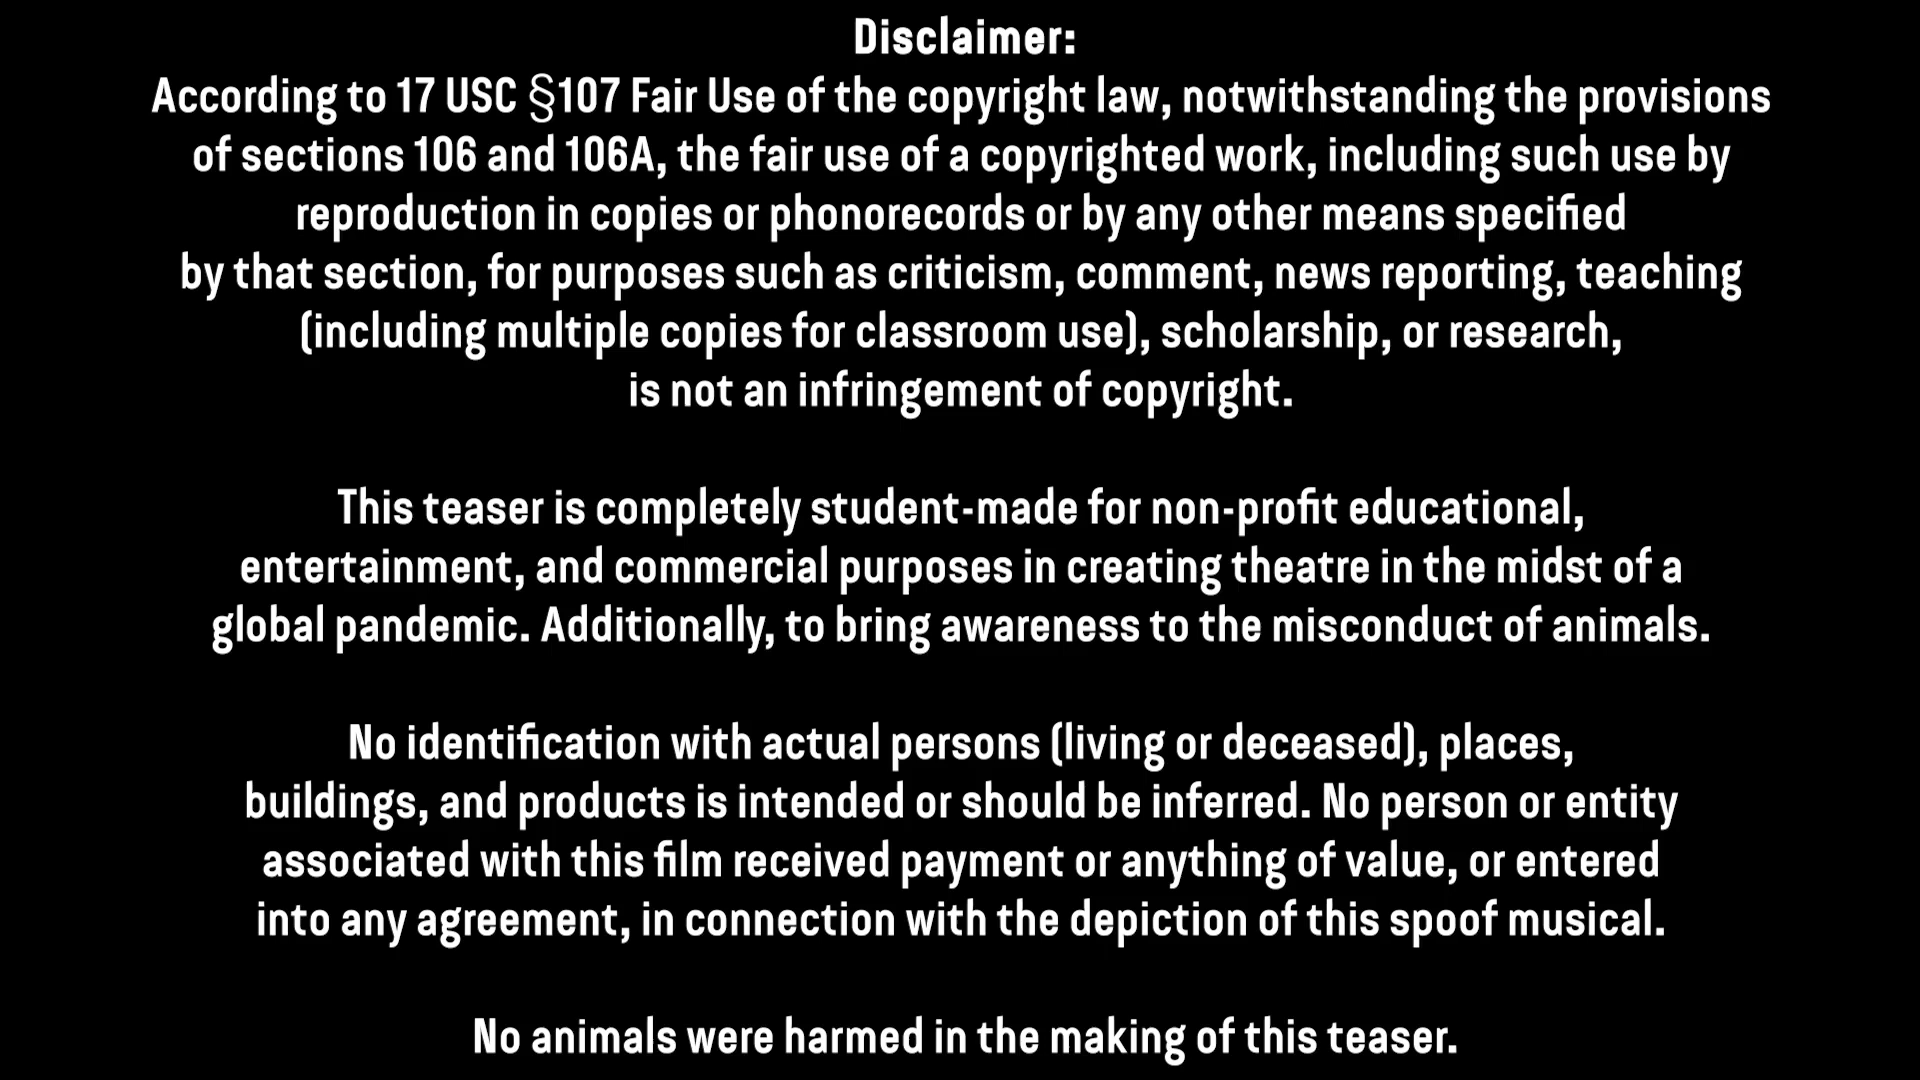 Disclaimer:
According to 17 USC §107 Fair Use of the copyright law, notwithstanding the provisions
of sections 106 and 106A, the fair use of a copyrighted work, including such use by
reproduction in copies or phonorecords or by any other means specified
by that section, for purposes such as criticism, comment, news reporting, teaching
(including multiple copies for classroom use), scholarship, or research,
is not an infringement of copyright.
This teaser is completely student-made for non-profit educational,
entertainment, and commercial purposes in creating theatre in the midst of a
global pandemic. Additionally, to bring awareness to the misconduct of animals.
No identification with actual persons (living or deceased), places,
buildings, and products is intended or should be inferred. No person or entity
associated with this film received payment or anything of value, or entered
into any agreement, in connection with the depiction of this spoof musical.
No animals were harmed in the making of this teaser.